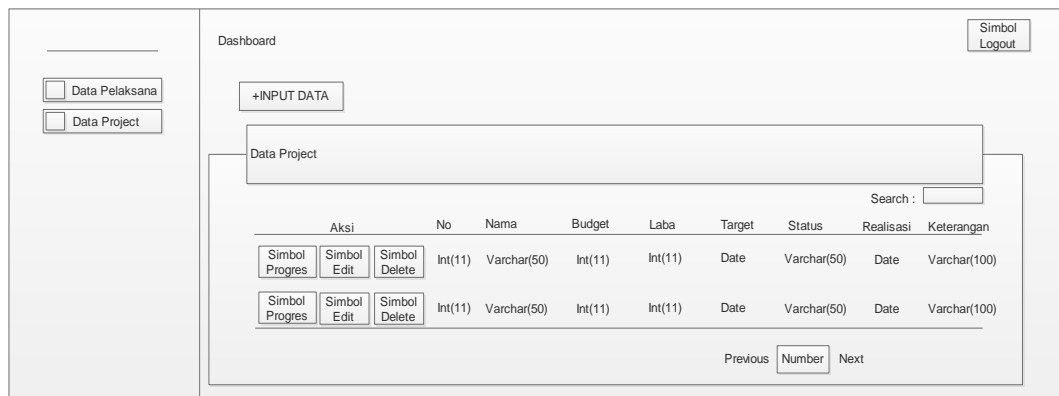 Dashboard
Simbol
Logout
Data Pelaksana
Data Project
+INPUT DATA
Data Project
Search :
Aksi No Nama Budget Laba Target Status Realisasi Keterangan
Simbol Progres Simbol Edit Simbol Delete Int(11) Varchar(50) Int(11) Int(11) Date Varchar(50) Date Varchar(100)
Simbol Progres Simbol Edit Simbol Delete Int(11) Varchar(50) Int(11) Int(11) Date Varchar(50) Date Varchar(100)
Previous Number Next